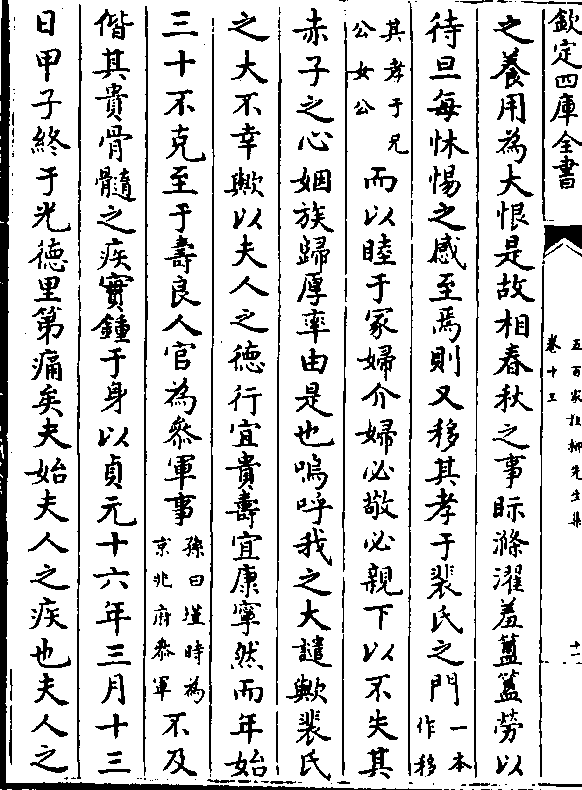 欽定四庫全書
五百家注柳先生集
卷十三
十一
之養用為大恨是故相春秋之事眎滌濯羞簠簋勞以
待旦每怵惕之感至焉則又移其孝于裴氏之門一本作移
其孝于兄公女公而以睦于冢婦介婦必敬必親下以不失其
赤子之心姻族歸厚率由是也嗚呼我之大譴歟裴氏
之大不幸歟以夫人之德行宜貴壽宜康寧然而年始
三十不克至于壽良人官為叅軍事孫曰墐時為京兆府叅軍不及
偕其貴骨髓之疾實鍾于身以貞元十六年三月十三
日甲子終于光德里第痛矣夫始夫人之疾也夫人之